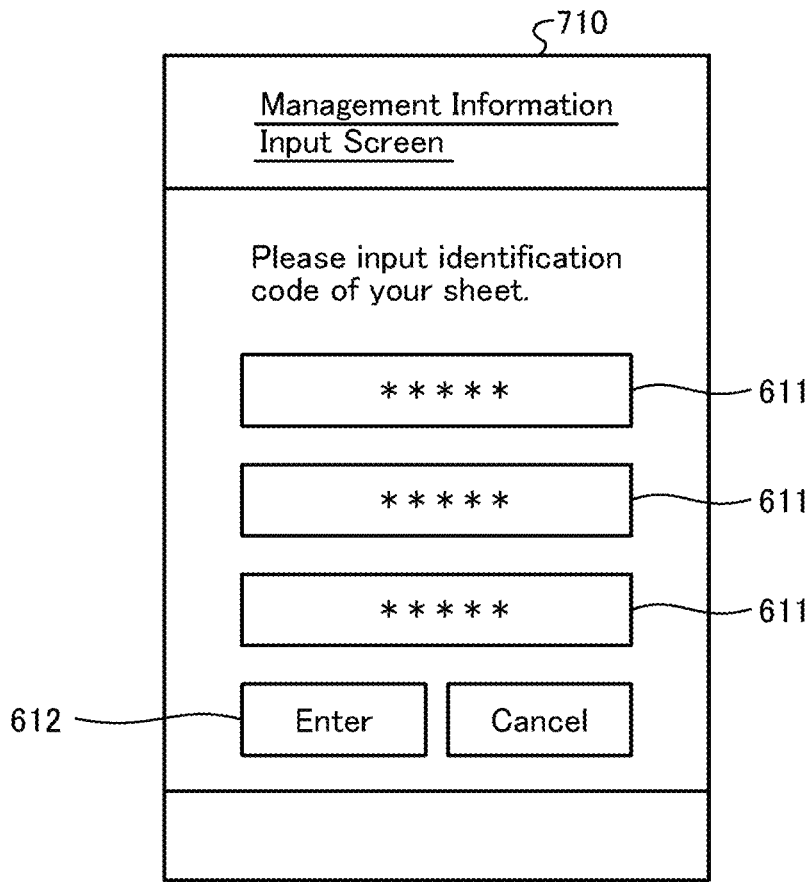 710
Management Information
Input Screen
Please input identification
code of your sheet.
***** 611
***** 611
***** 611
612 Enter Cancel